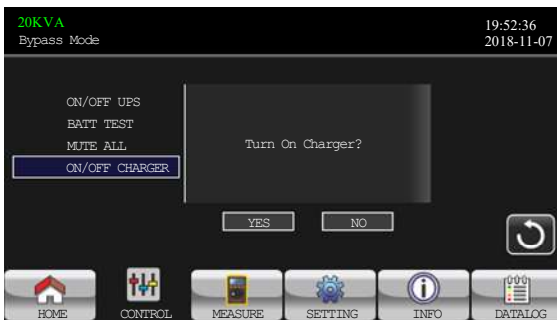 20KVA
Bypass Mode
19:52:36
2018-11-07
ON/OFF UPS
BATT TEST
MUTE ALL
ON/OFF CHARGER
Turn On Charger?
YES
NO
HOME
CONTROL
MEASURE
SETTING
INFO
DATALOG